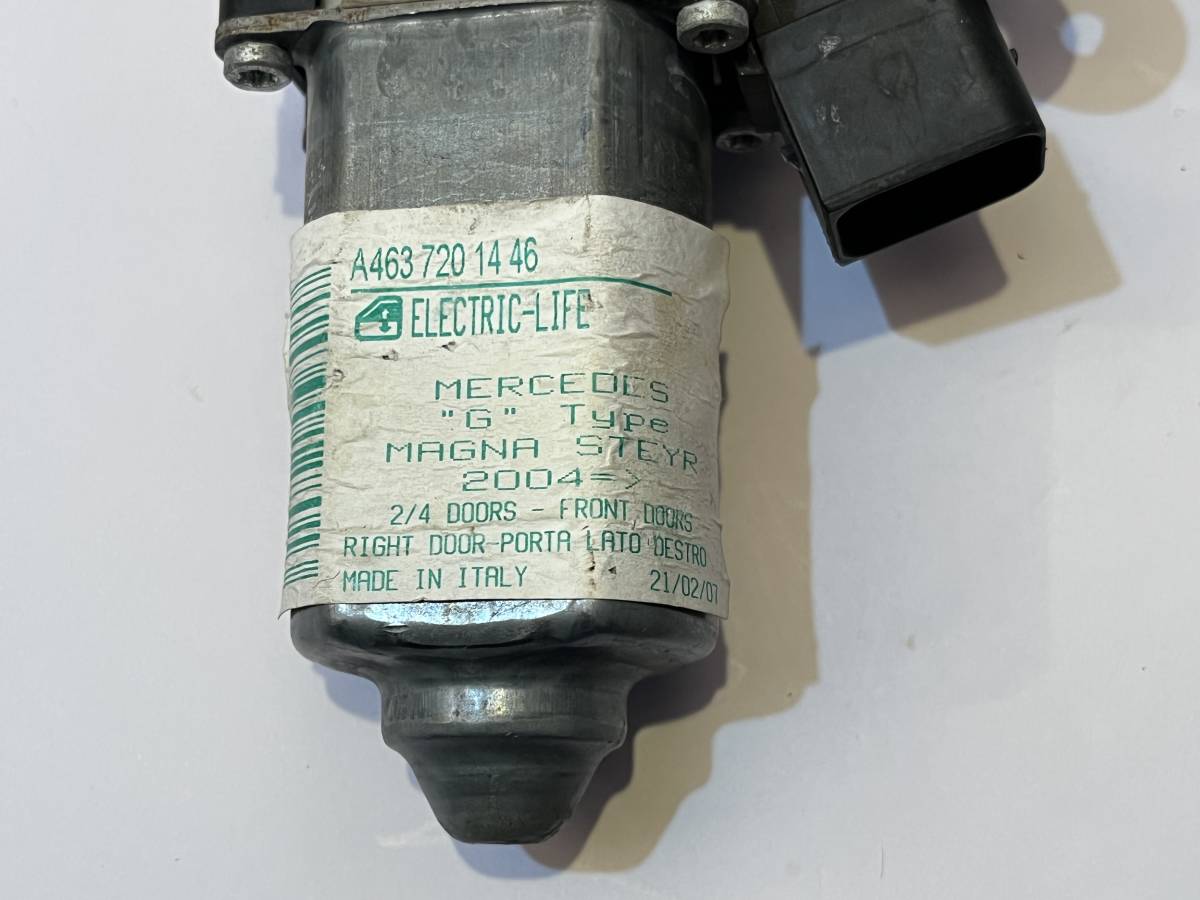 A463 720 14 46
ELECTRIC-LIFE
MERCEDES
"G" Type
MAGNA STEYR
2004=>
2/4 DOORS - FRONT DOORS
RIGHT DOOR-PORTA LATO DESTRO
MADE IN ITALY 21/02/07